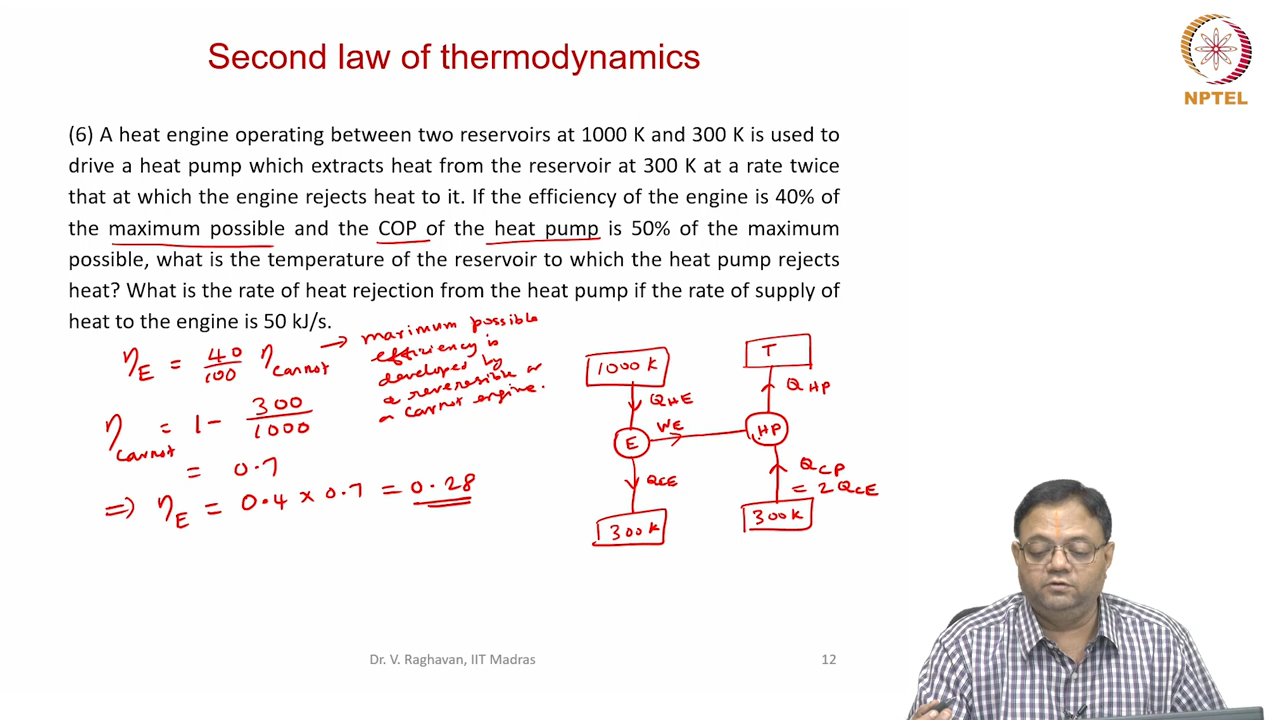 Second law of thermodynamics
NPTEL
(6) A heat engine operating between two reservoirs at 1000 K and 300 K is used to
drive a heat pump which extracts heat from the reservoir at 300 K at a rate twice
that at which the engine rejects heat to it. If the efficiency of the engine is 40% of
the maximum possible and the COP of the heat pump is 50% of the maximum
possible, what is the temperature of the reservoir to which the heat pump rejects
heat? What is the rate of heat rejection from the heat pump if the rate of supply of
heat to the engine is 50 kJ/s.
η_E = 40/100 η_carnot → maximum possible
efficiency is
developed by
a reversible or
a carnot engine.
η_carnot = 1 - 300/1000
= 0.7
⇒ η_E = 0.4 × 0.7 = 0.28
1000 K
T
QHE
QHP
E
WE
HP
QCE
QCP
= 2QCE
300K
300K
Dr. V. Raghavan, IIT Madras
12